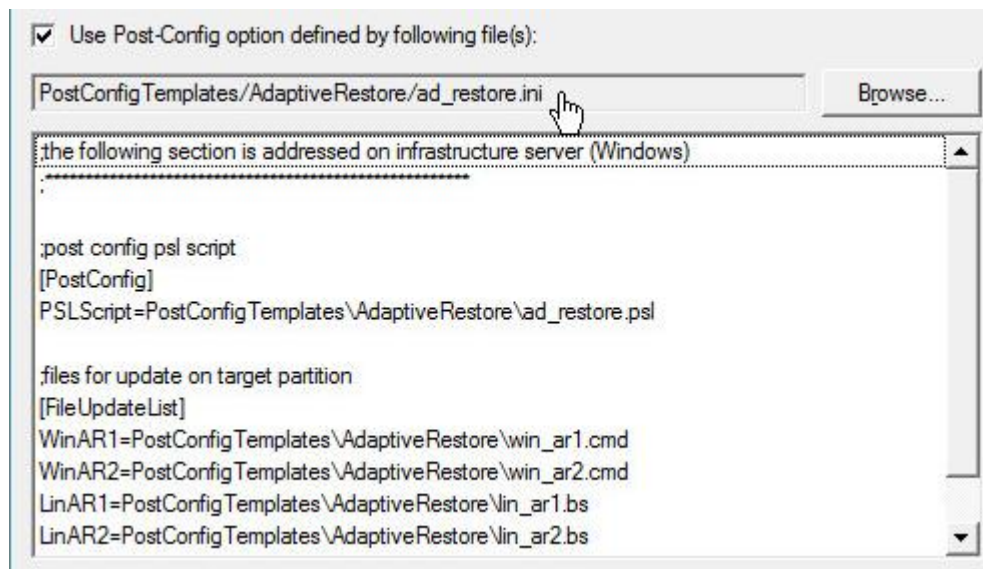 Use Post-Config option defined by following file(s):
PostConfigTemplates/AdaptiveRestore/ad_restore.ini
Browse...
;the following section is addressed on infrastructure server (Windows)
;****************************************************
;post config psl script
[PostConfig]
PSLScript=PostConfigTemplates\AdaptiveRestore\ad_restore.psl
;files for update on target partition
[FileUpdateList]
WinAR1=PostConfigTemplates\AdaptiveRestore\win_ar1.cmd
WinAR2=PostConfigTemplates\AdaptiveRestore\win_ar2.cmd
LinAR1=PostConfigTemplates\AdaptiveRestore\lin_ar1.bs
LinAR2=PostConfigTemplates\AdaptiveRestore\lin_ar2.bs